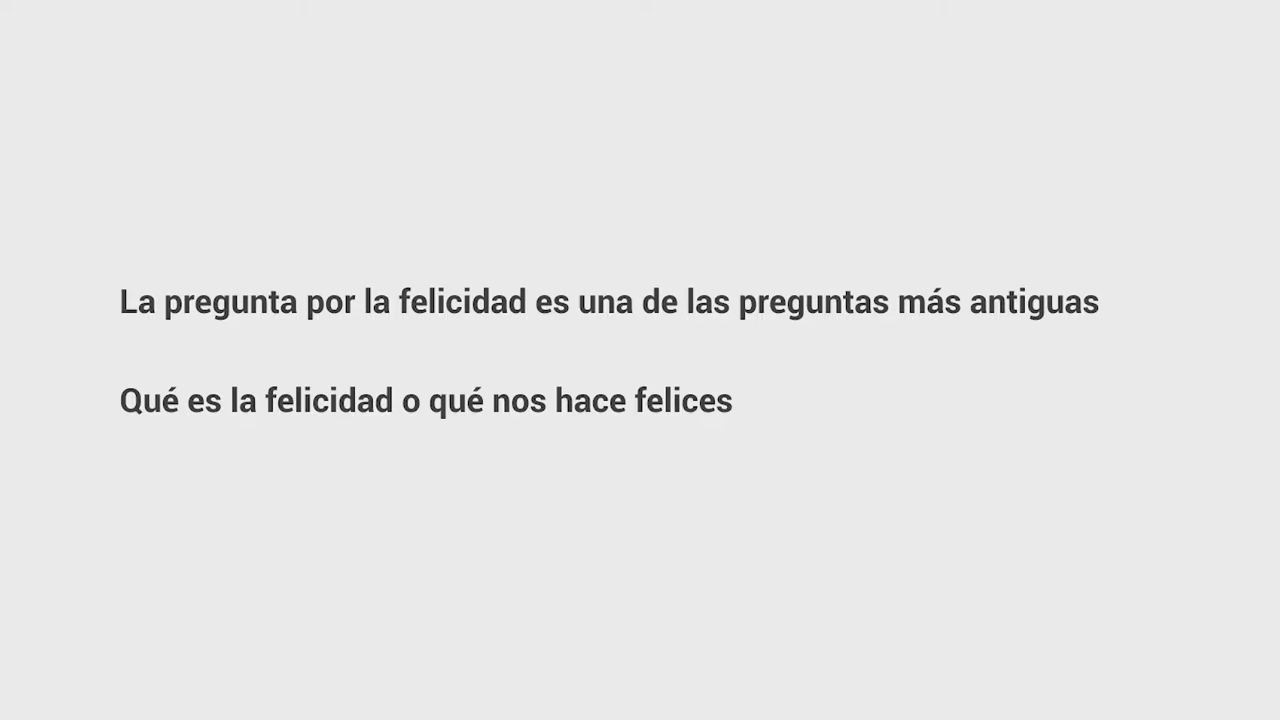 La pregunta por la felicidad es una de las preguntas más antiguas
Qué es la felicidad o qué nos hace felices